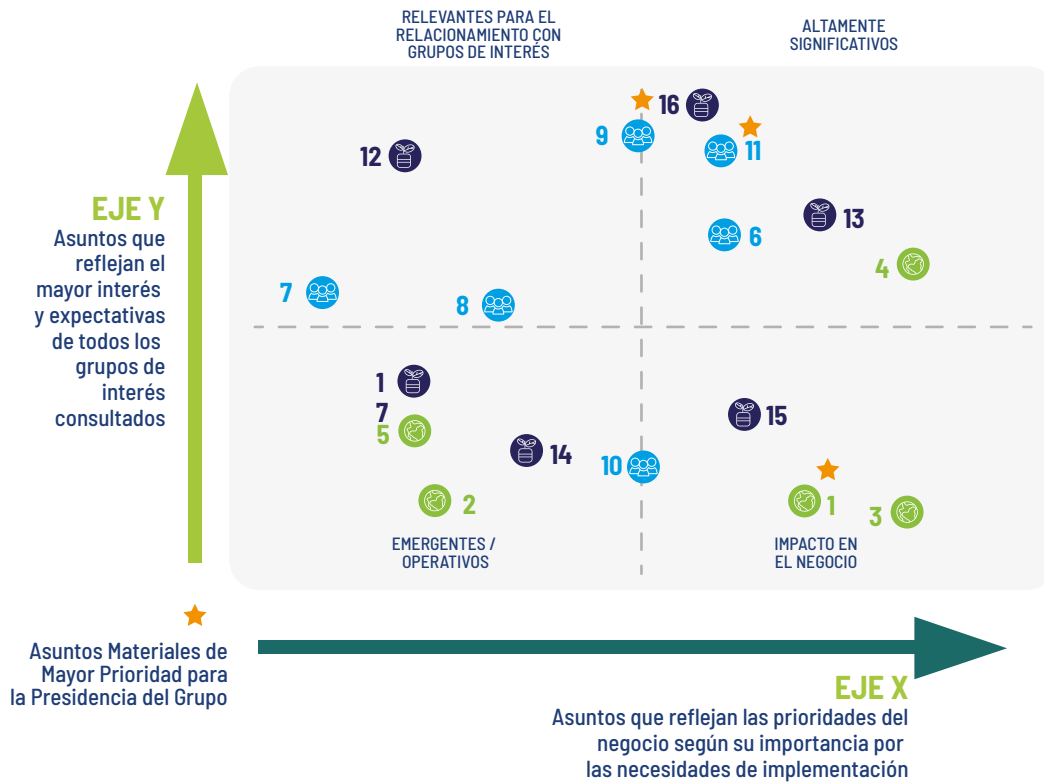 RELEVANTES PARA EL
RELACIONAMIENTO CON
GRUPOS DE INTERÉS
ALTAMENTE
SIGNIFICATIVOS
16
9
11
12
13
6
4
EJE Y
Asuntos que
reflejan el
mayor interés
y expectativas
de todos los
grupos de
interés
consultados
7
8
1
7
5
15
14
10
2
1
3
EMERGENTES /
OPERATIVOS
IMPACTO EN
EL NEGOCIO
Asuntos Materiales de
Mayor Prioridad para
la Presidencia del Grupo
EJE X
Asuntos que reflejan las prioridades del
negocio según su importancia por
las necesidades de implementación